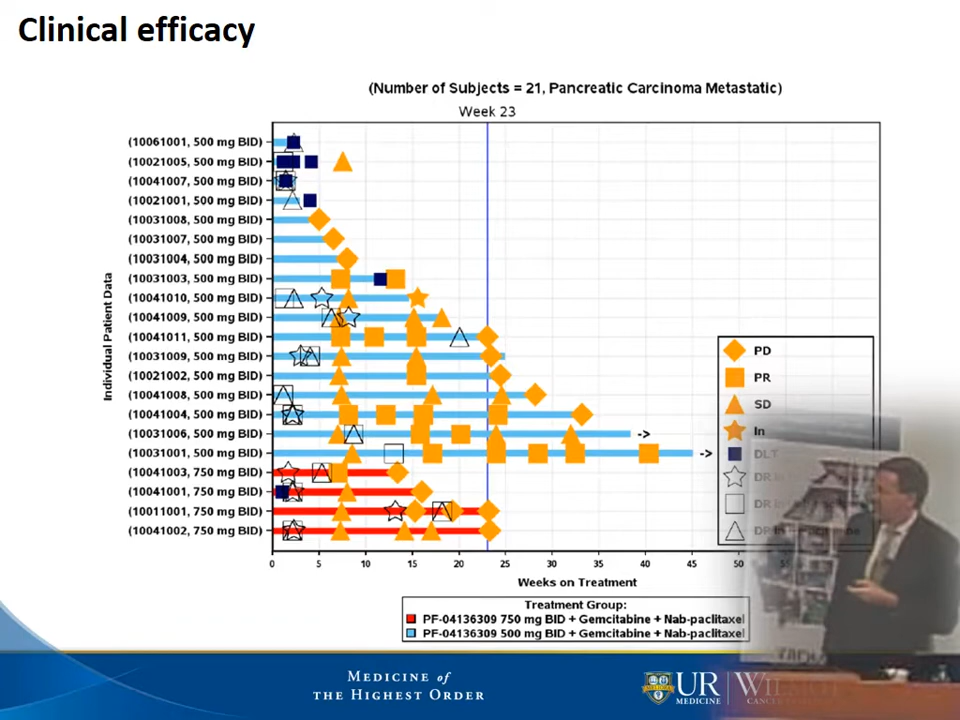 Clinical efficacy
(Number of Subjects = 21, Pancreatic Carcinoma Metastatic)
Week 23
Individual Patient Data
(10061001, 500 mg BID)
(10021005, 500 mg BID)
(10041007, 500 mg BID)
(10021001, 500 mg BID)
(10031008, 500 mg BID)
(10031007, 500 mg BID)
(10031004, 500 mg BID)
(10031003, 500 mg BID)
(10041010, 500 mg BID)
(10041009, 500 mg BID)
(10041011, 500 mg BID)
(10031009, 500 mg BID)
(10021002, 500 mg BID)
(10041008, 500 mg BID)
(10041004, 500 mg BID)
(10031006, 500 mg BID)
->
(10031001, 500 mg BID)
->
(10041003, 750 mg BID)
(10041001, 750 mg BID)
(10011001, 750 mg BID)
(10041002, 750 mg BID)
PD
PR
SD
In
DLT
0 5 10 15 20 25 30 35 40 45 50
Weeks on Treatment
Treatment Group:
PF-04136309 750 mg BID + Gemcitabine + Nab-paclitaxel
PF-04136309 500 mg BID + Gemcitabine + Nab-paclitaxel
MEDICINE of
THE HIGHEST ORDER
MELIORA
UR
MEDICINE